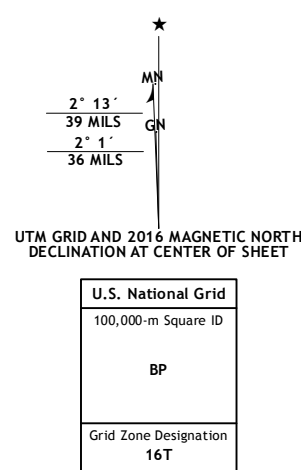 ★
MN
GN
2° 13´
39 MILS
2° 1´
36 MILS
UTM GRID AND 2016 MAGNETIC NORTH
DECLINATION AT CENTER OF SHEET
U.S. National Grid
100,000-m Square ID
BP
Grid Zone Designation
16T